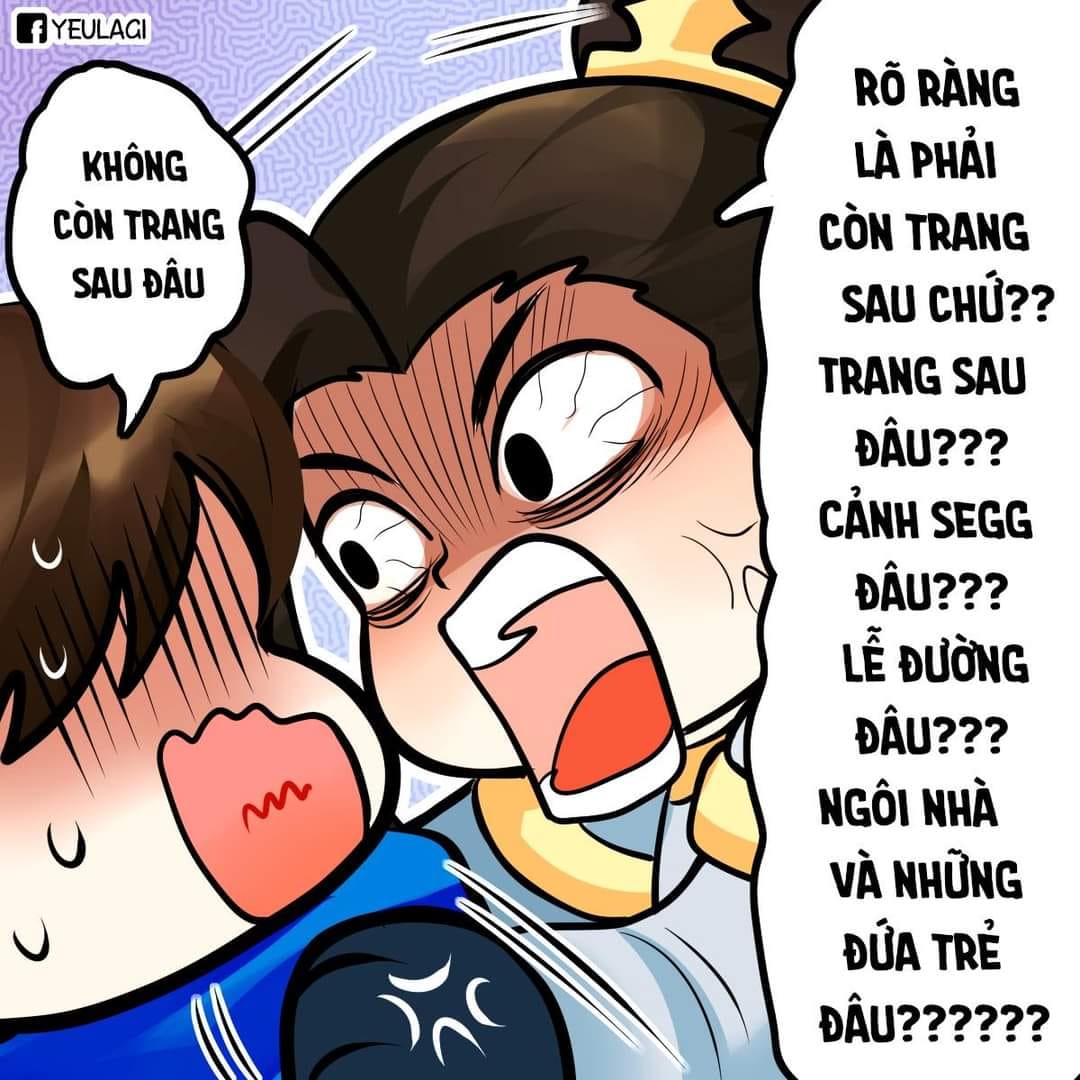 YEULAGI
KHÔNG
CÒN TRANG
SAU ĐÂU
RÕ RÀNG
LÀ PHẢI
CÒN TRANG
SAU CHỨ??
TRANG SAU
ĐÂU???
CẢNH SEGG
ĐÂU???
LỄ ĐƯỜNG
ĐÂU???
NGÔI NHÀ
VÀ NHỮNG
ĐỨA TRẺ
ĐÂU??????